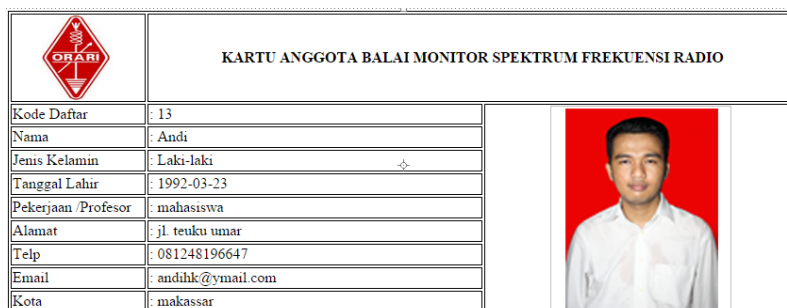 ORARI
KARTU ANGGOTA BALAI MONITOR SPEKTRUM FREKUENSI RADIO
Kode Daftar : 13
Nama : Andi
Jenis Kelamin : Laki-laki
Tanggal Lahir : 1992-03-23
Pekerjaan /Profesor : mahasiswa
Alamat : jl. teuku umar
Telp : 081248196647
Email : andihk@ymail.com
Kota : makassar